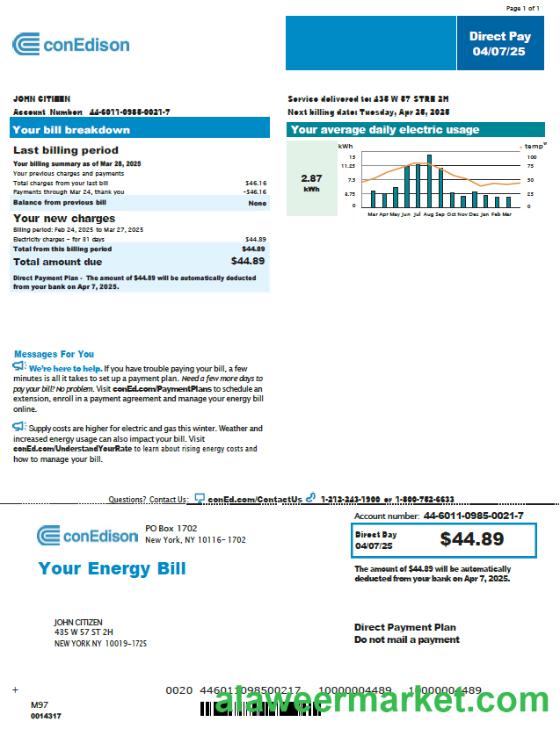 Page 1 of 1
conEdison
Direct Pay
04/07/25
JOHN CITIZEN
Account Number: 44-6011-0985-0021-7
Service delivered to: 435 W 57 STRE 2H
Next billing date: Tuesday, Apr 25, 2025
Your bill breakdown
Last billing period
Your billing summary as of Mar 28, 2025
Your previous charges and payments
Total charges from your last bill $46.16
Payments through Mar 24, thank you -$46.16
Balance from previous bill None
Your new charges
Billing period: Feb 24, 2025 to Mar 27, 2025
Electricity charges - for 31 days $44.89
Total from this billing period $44.89
Total amount due $44.89
Direct Payment Plan - The amount of $44.89 will be automatically deducted
from your bank on Apr 7, 2025.
Your average daily electric usage
kWh
temp°
2.87
kWh
15
11.25
7.5
3.75
0
100
75
50
25
0
Mar Apr May Jun Jul Aug Sep Oct Nov Dec Jan Feb Mar
Messages For You
We're here to help. If you have trouble paying your bill, a few
minutes is all it takes to set up a payment plan. Need a few more days to
pay your bill? No problem. Visit conEd.com/PaymentPlans to schedule an
extension, enroll in a payment agreement and manage your energy bill
online.
Supply costs are higher for electric and gas this winter. Weather and
increased energy usage can also impact your bill. Visit
conEd.com/UnderstandYourRate to learn about rising energy costs and
how to manage your bill.
Questions? Contact Us: conEd.com/ContactUs 1-212-243-1900 or 1-800-752-6633
conEdison
PO Box 1702
New York, NY 10116-1702
Your Energy Bill
Account number: 44-6011-0985-0021-7
Direct Day
04/07/25
$44.89
The amount of $44.89 will be automatically
deducted from your bank on Apr 7, 2025.
JOHN CITIZEN
435 W 57 ST 2H
NEW YORK NY 10019-1725
Direct Payment Plan
Do not mail a payment
+
0020 446011098500217 10000004489 10000004489
M97
0014317
alaweermarket.com